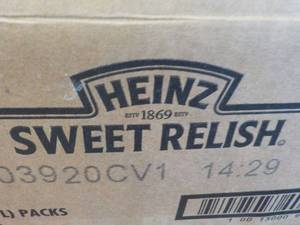 HEINZ
ESTD 1869 ESTD
SWEET RELISH
03920CV1 14:29
L) PACKS